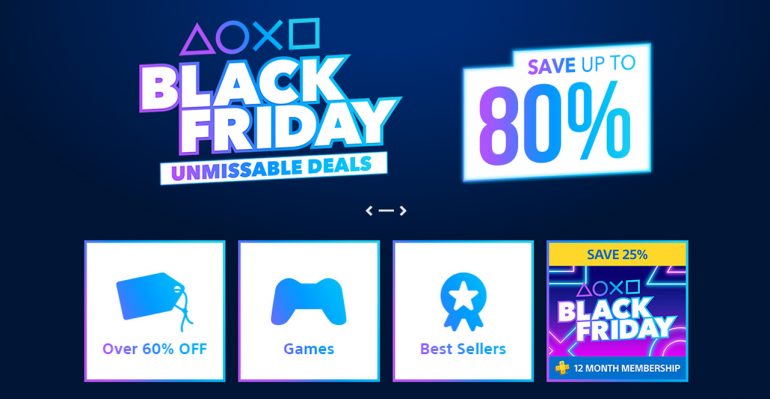 BLACK
FRIDAY
UNMISSABLE DEALS
SAVE UP TO
80%
Over 60% OFF
Games
Best Sellers
SAVE 25%
BLACK
FRIDAY
12 MONTH MEMBERSHIP